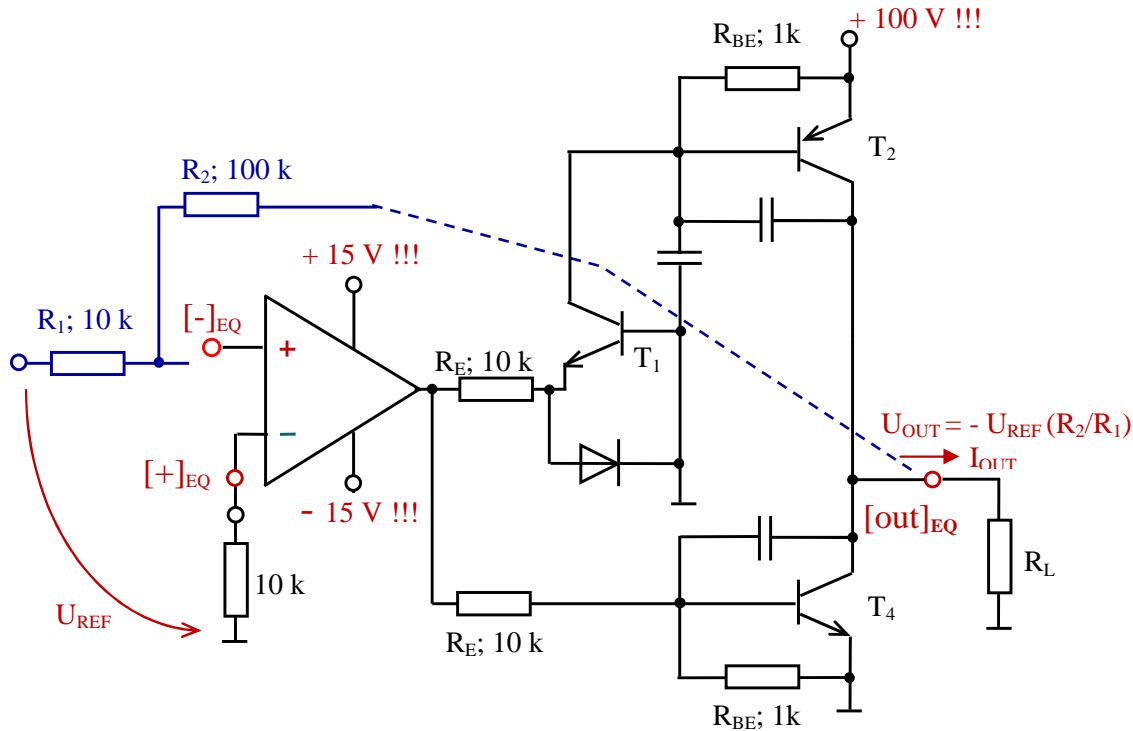 + 100 V !!!
R_BE; 1k
T_2
R_2; 100 k
+ 15 V !!!
R_1; 10 k
[-]_EQ
+
R_E; 10 k
T_1
U_OUT = - U_REF (R_2/R_1)
I_OUT
−
[+]_EQ
- 15 V !!!
[out]_EQ
10 k
R_L
U_REF
T_4
R_E; 10 k
R_BE; 1k